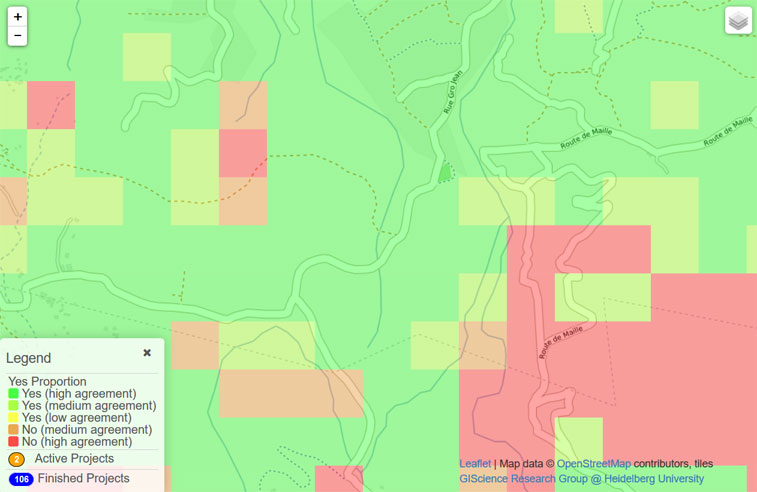 +
−
Rue Gro Jean
Route de Maille
Route de Maille
Route de Maille
Legend
✖
Yes Proportion
Yes (high agreement)
Yes (medium agreement)
Yes (low agreement)
No (medium agreement)
No (high agreement)
2 Active Projects
106 Finished Projects
Leaflet | Map data © OpenStreetMap contributors, tiles
GIScience Research Group @ Heidelberg University